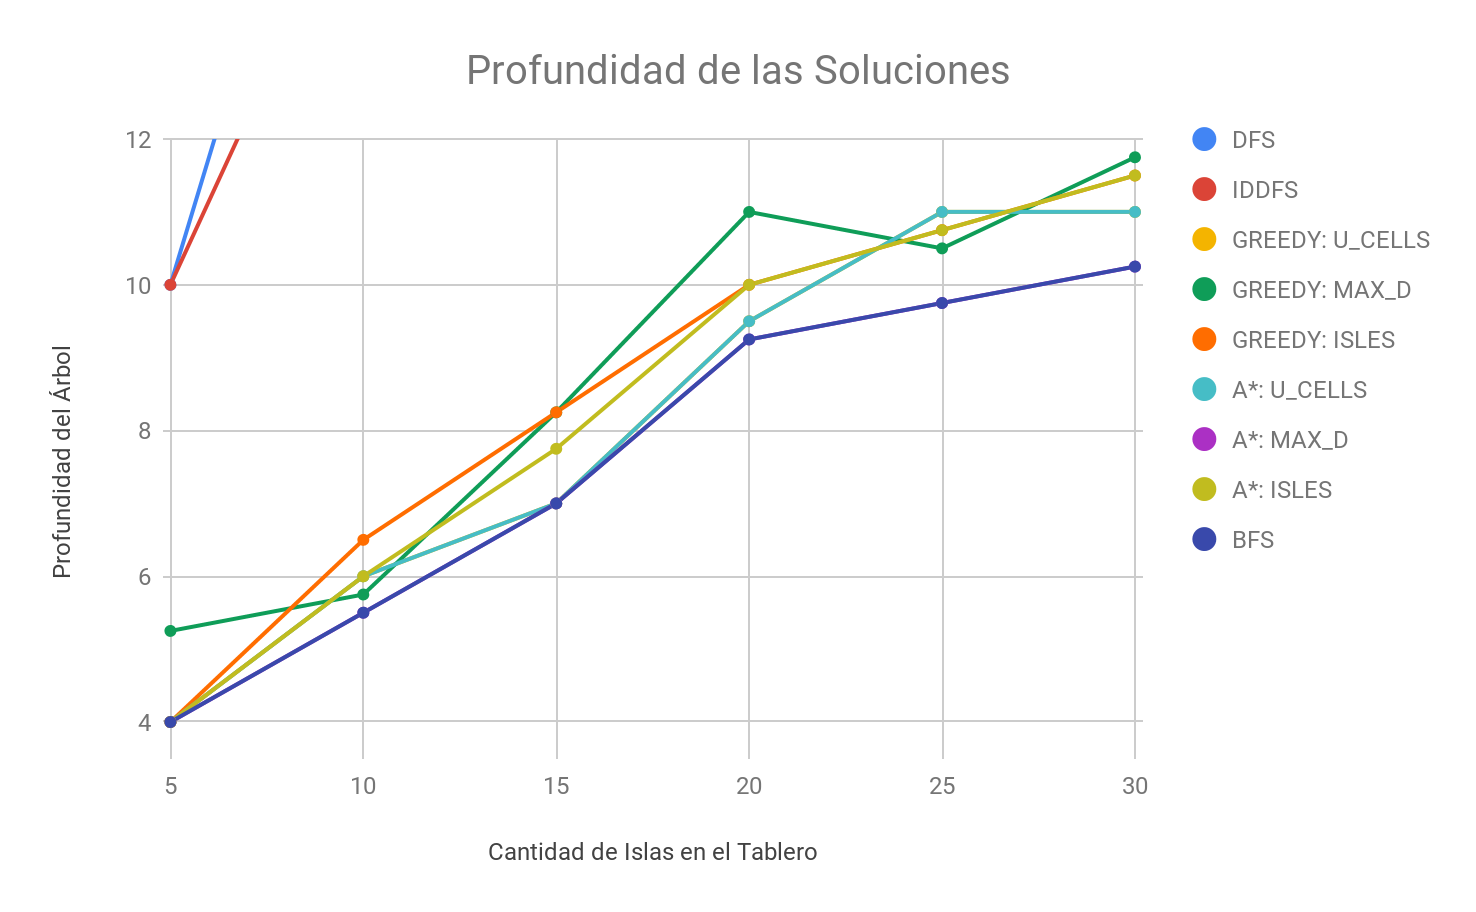 Profundidad de las Soluciones
12
10
8
6
4
Profundidad del Árbol
5 10 15 20 25 30
Cantidad de Islas en el Tablero
DFS
IDDFS
GREEDY: U_CELLS
GREEDY: MAX_D
GREEDY: ISLES
A*: U_CELLS
A*: MAX_D
A*: ISLES
BFS